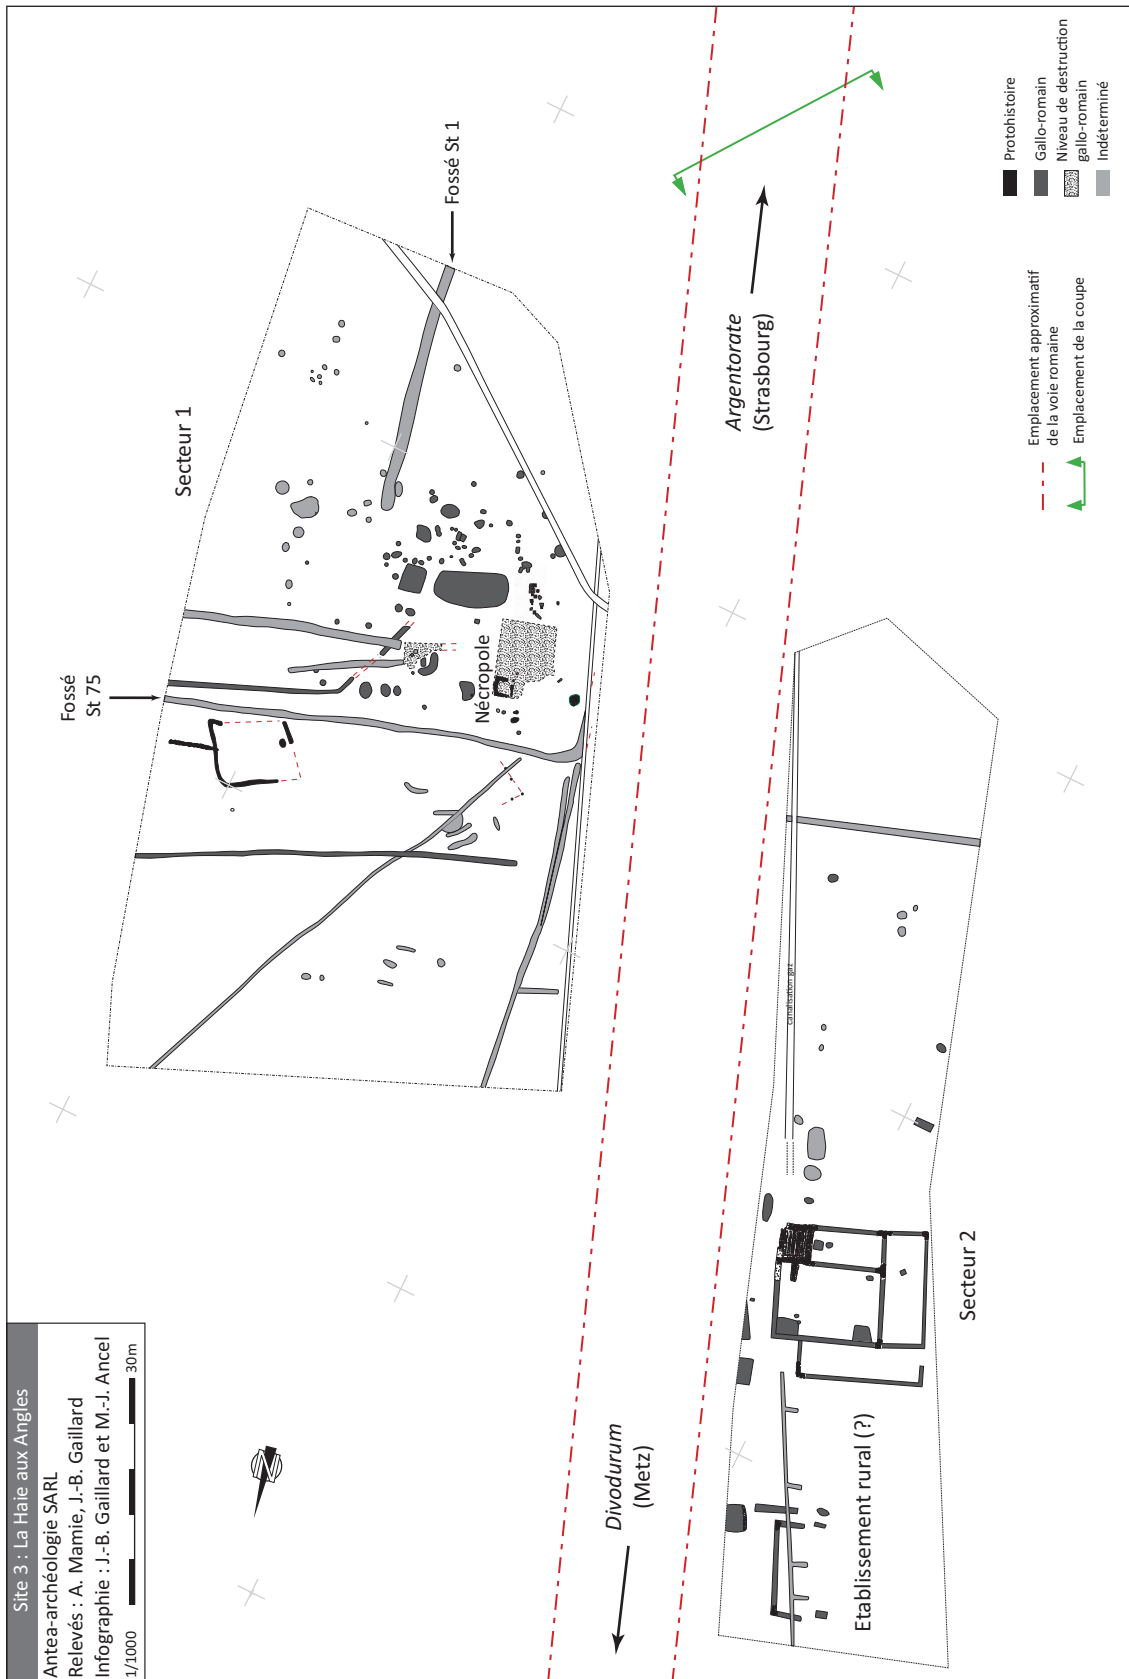 Site 3 : La Haie aux Angles
Antea-archéologie SARL
Relevés : A. Mamie, J.-B. Gaillard
Infographie : J.-B. Gaillard et M.-J. Ancel
1/1000
30m
Secteur 1
Fossé St 1
Fossé
St 75
Nécropole
Argentorate
(Strasbourg)
Divodurum
(Metz)
canalisation gaz
Secteur 2
Etablissement rural (?)
Emplacement approximatif
de la voie romaine
Emplacement de la coupe
Protohistoire
Gallo-romain
Niveau de destruction
gallo-romain
Indéterminé